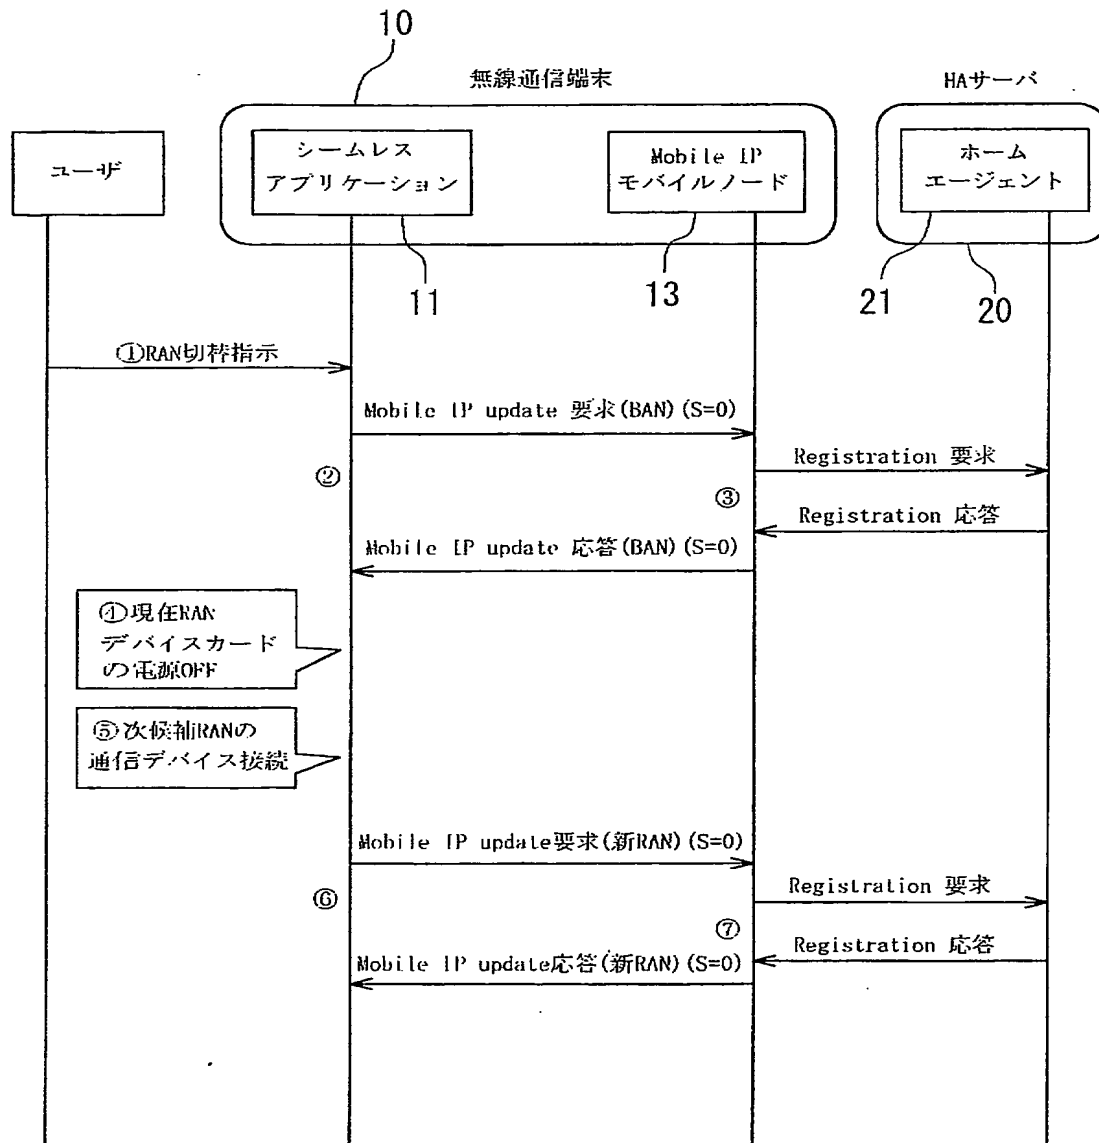 10
無線通信端末
HAサーバ
ユーザ
シームレス
アプリケーション
Mobile IP
モバイルノード
ホーム
エージェント
11
13
21
20
①RAN切替指示
Mobile IP update 要求(BAN)(S=0)
②
Registration 要求
③
Registration 応答
Mobile IP update 応答(BAN)(S=0)
④現在RAN
デバイスカード
の電源OFF
⑤次候補RANの
通信デバイス接続
Mobile IP update要求(新RAN)(S=0)
⑥
Registration 要求
⑦
Registration 応答
Mobile IP update応答(新RAN)(S=0)